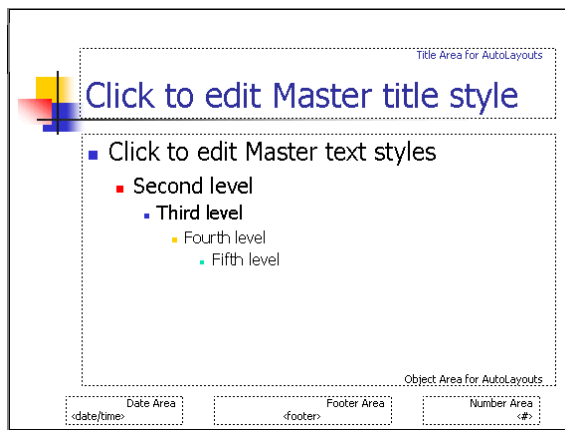 Title Area for AutoLayouts
Click to edit Master title style
Click to edit Master text styles
Second level
Third level
Fourth level
Fifth level
Object Area for AutoLayouts
Date Area
<date/time>
Footer Area
<footer>
Number Area
<#>